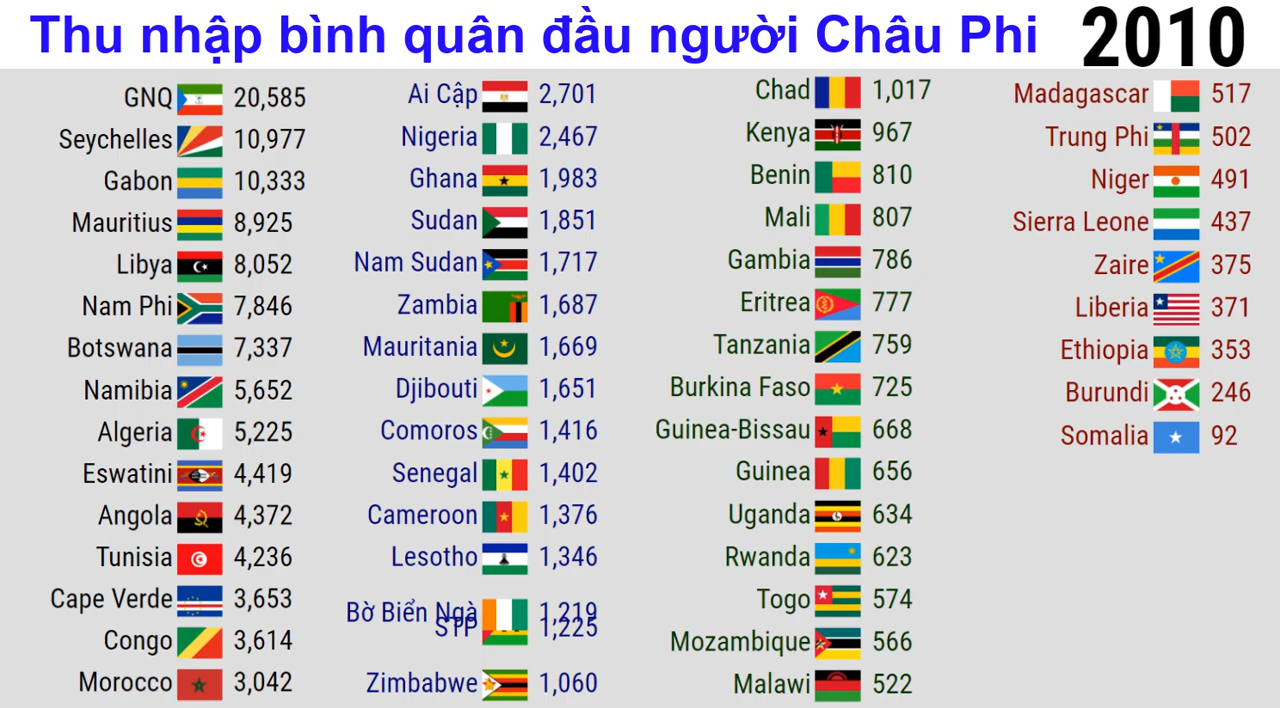 Thu nhập bình quân đầu người Châu Phi 2010
GNQ 20,585
Seychelles 10,977
Gabon 10,333
Mauritius 8,925
Libya 8,052
Nam Phi 7,846
Botswana 7,337
Namibia 5,652
Algeria 5,225
Eswatini 4,419
Angola 4,372
Tunisia 4,236
Cape Verde 3,653
Congo 3,614
Morocco 3,042
Ai Cập 2,701
Nigeria 2,467
Ghana 1,983
Sudan 1,851
Nam Sudan 1,717
Zambia 1,687
Mauritania 1,669
Djibouti 1,651
Comoros 1,416
Senegal 1,402
Cameroon 1,376
Lesotho 1,346
Bờ Biển Ngà 1,219
STP 1,225
Zimbabwe 1,060
Chad 1,017
Kenya 967
Benin 810
Mali 807
Gambia 786
Eritrea 777
Tanzania 759
Burkina Faso 725
Guinea-Bissau 668
Guinea 656
Uganda 634
Rwanda 623
Togo 574
Mozambique 566
Malawi 522
Madagascar 517
Trung Phi 502
Niger 491
Sierra Leone 437
Zaire 375
Liberia 371
Ethiopia 353
Burundi 246
Somalia 92